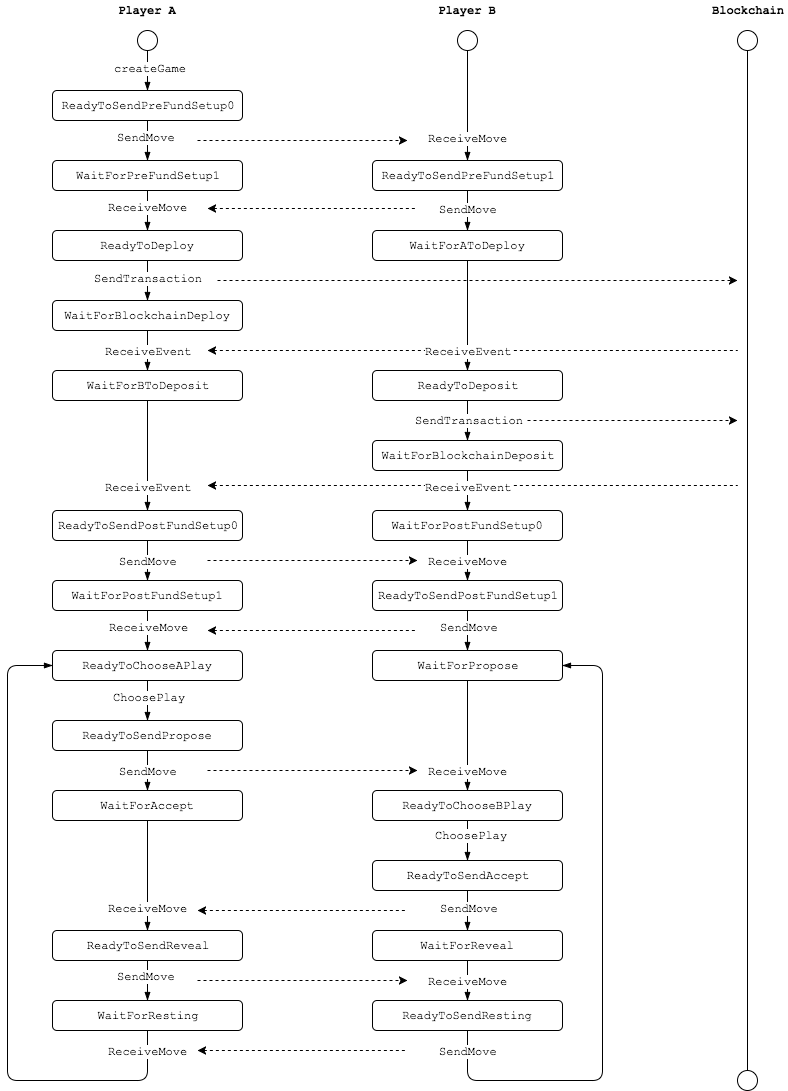 Player A Player B Blockchain
createGame
ReadyToSendPreFundSetup0
SendMove ReceiveMove
WaitForPreFundSetup1 ReadyToSendPreFundSetup1
ReceiveMove SendMove
ReadyToDeploy WaitForAToDeploy
SendTransaction
WaitForBlockchainDeploy
ReceiveEvent ReceiveEvent
WaitForBToDeposit ReadyToDeposit
SendTransaction
WaitForBlockchainDeposit
ReceiveEvent ReceiveEvent
ReadyToSendPostFundSetup0 WaitForPostFundSetup0
SendMove ReceiveMove
WaitForPostFundSetup1 ReadyToSendPostFundSetup1
ReceiveMove SendMove
ReadyToChooseAPlay WaitForPropose
ChoosePlay
ReadyToSendPropose
SendMove ReceiveMove
WaitForAccept ReadyToChooseBPlay
ChoosePlay
ReadyToSendAccept
ReceiveMove SendMove
ReadyToSendReveal WaitForReveal
SendMove ReceiveMove
WaitForResting ReadyToSendResting
ReceiveMove SendMove